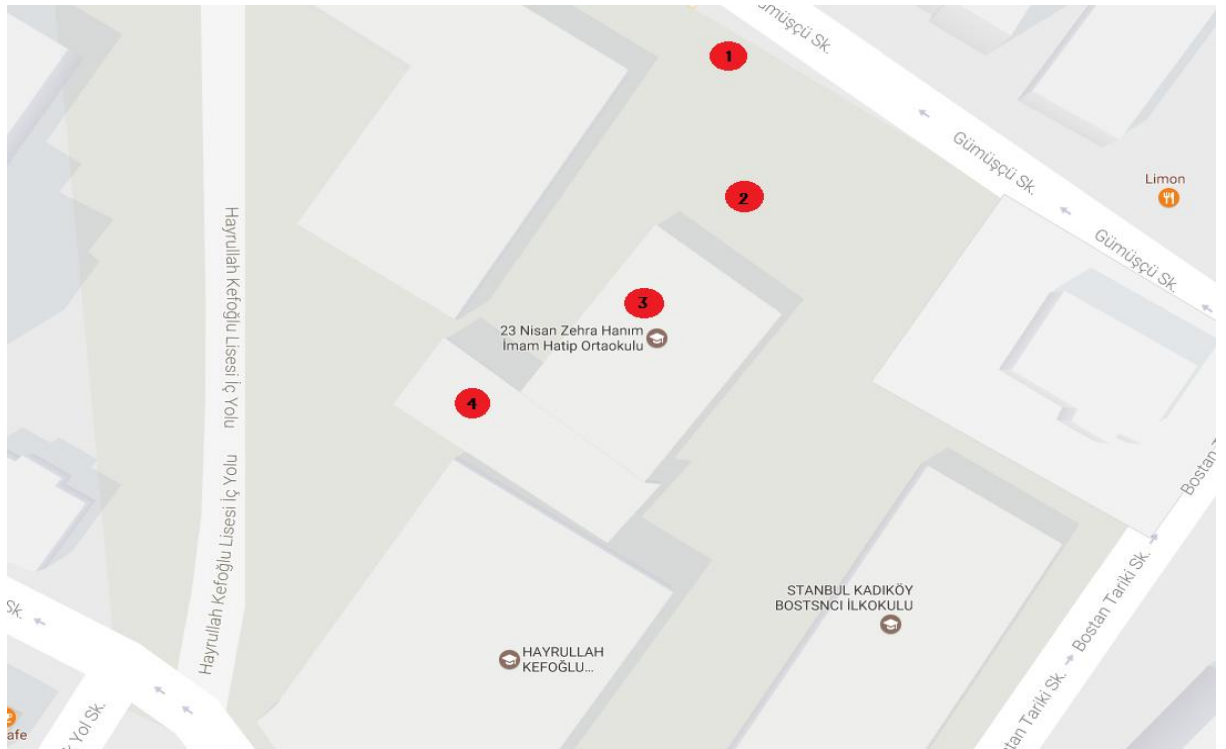 Gümüşçü Sk.
1
Gümüşçü Sk.
Limon
2
Gümüşçü Sk.
Hayrullah Kefoğlu Lisesi İç Yolu
3
23 Nisan Zehra Hanım
İmam Hatip Ortaokulu
4
Hayrullah Kefoğlu Lisesi İç Yolu
Bostan
Bostan Tariki Sk.
STANBUL KADIKÖY
BOSTSNCI İLKOKULU
Sk.
HAYRULLAH
KEFOĞLU...
tan Tariki Sk.
Yol Sk.
afe